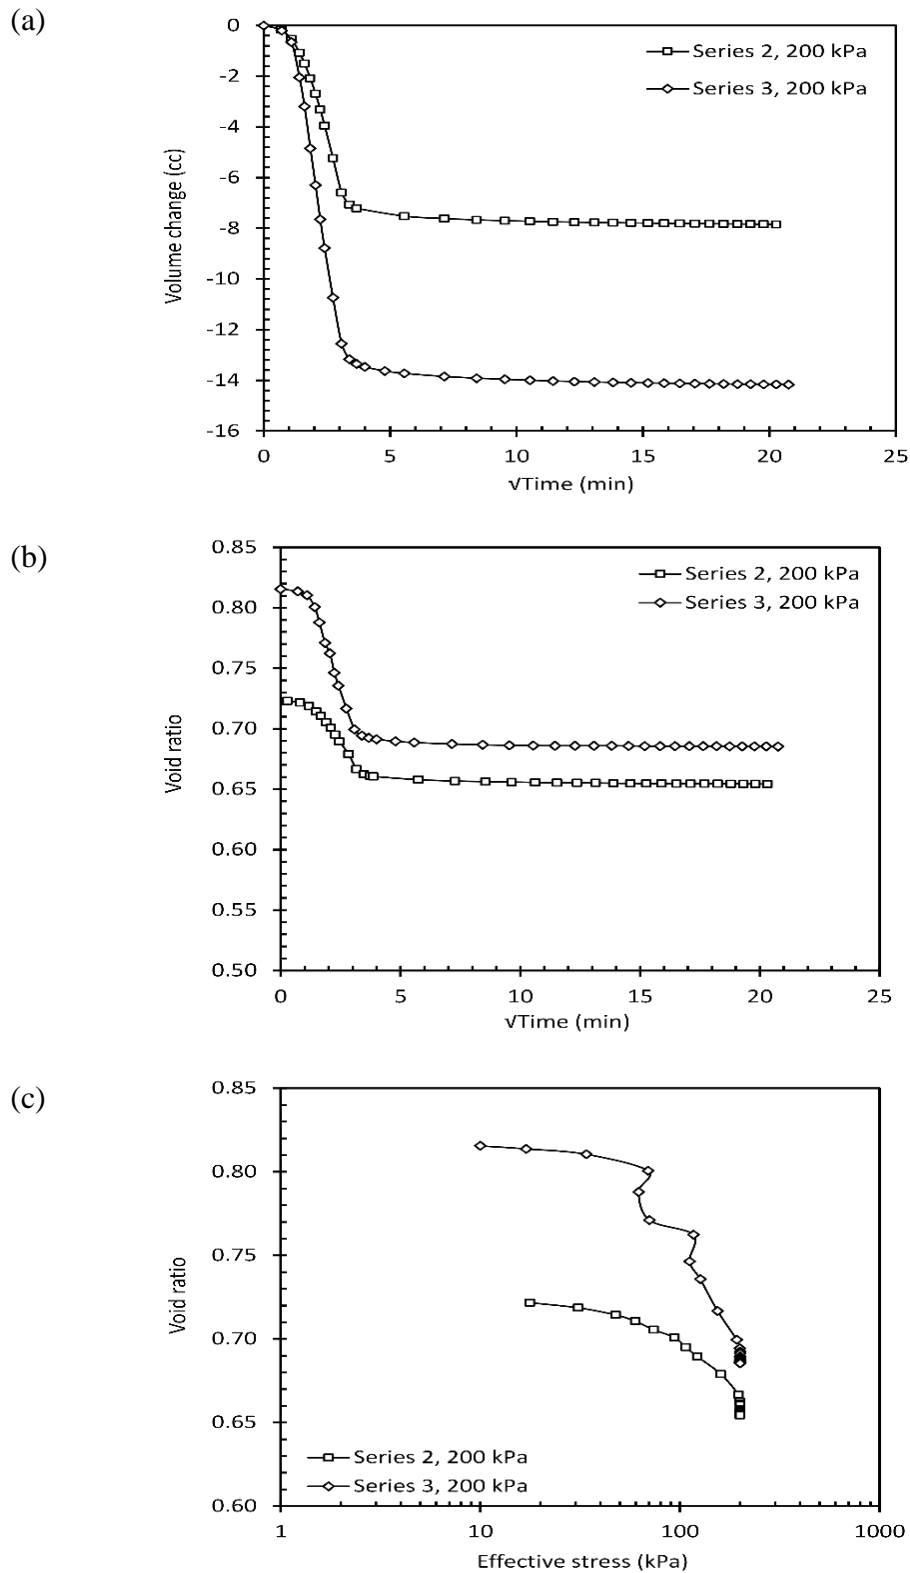 (a)
0
-2
-4
-6
-8
-10
-12
-14
-16
Volume change (cc)
Series 2, 200 kPa
Series 3, 200 kPa
0 5 10 15 20 25
√Time (min)
(b)
0.85
0.80
0.75
0.70
0.65
0.60
0.55
0.50
Void ratio
Series 2, 200 kPa
Series 3, 200 kPa
0 5 10 15 20 25
√Time (min)
(c)
0.85
0.80
0.75
0.70
0.65
0.60
Void ratio
Series 2, 200 kPa
Series 3, 200 kPa
1 10 100 1000
Effective stress (kPa)